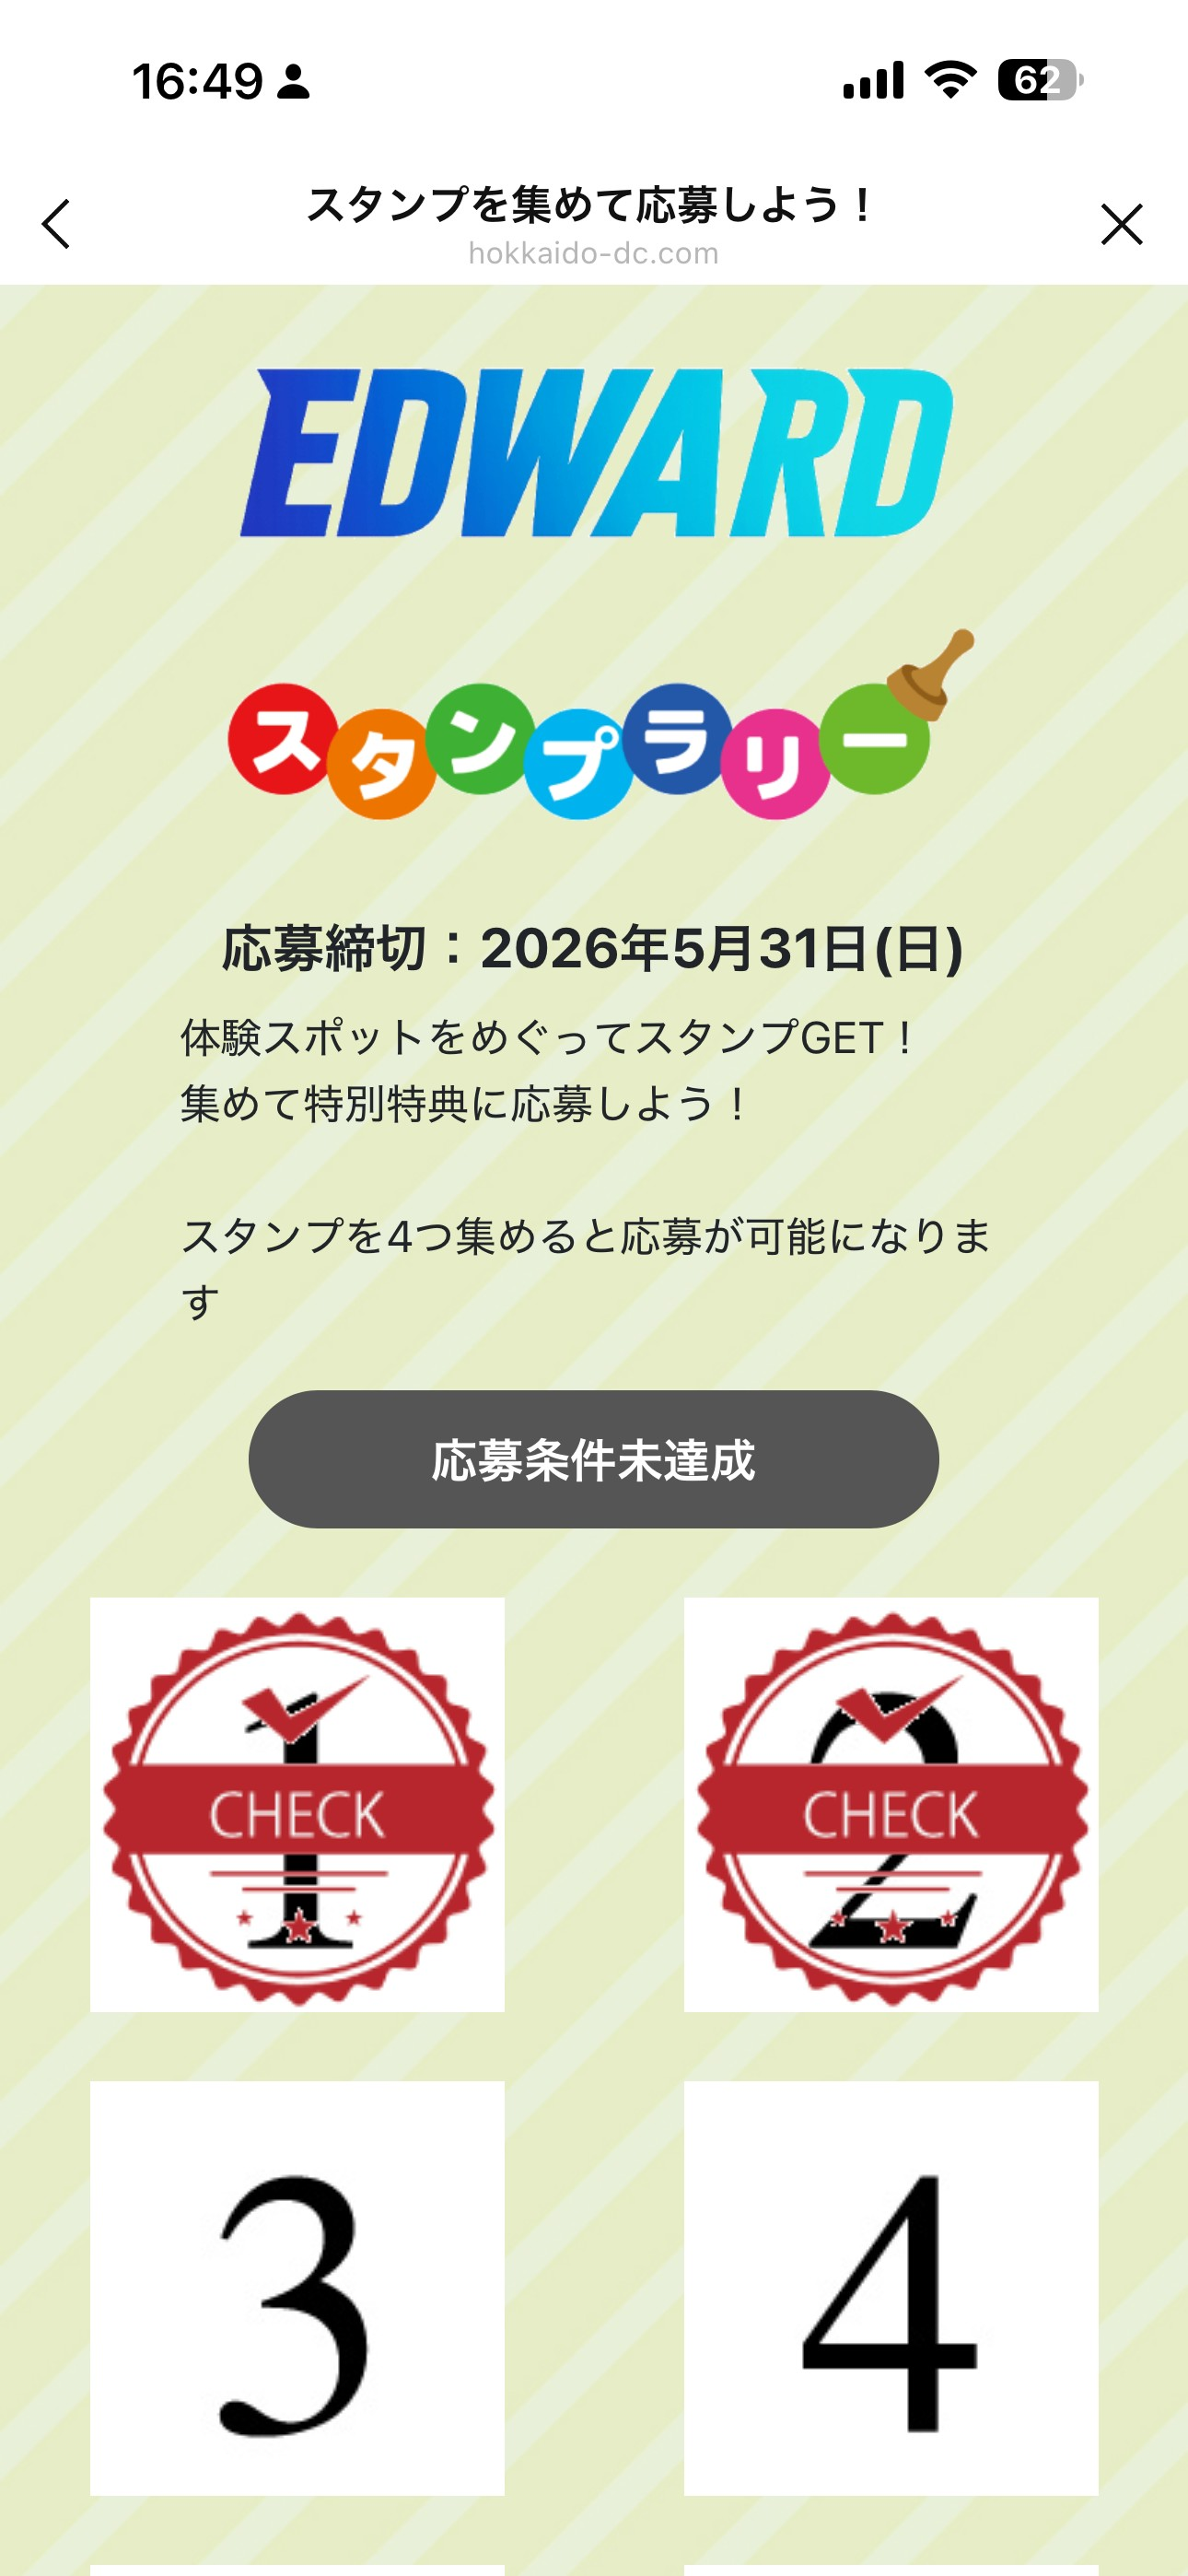 16:49
62
スタンプを集めて応募しよう！
hokkaido-dc.com
EDWARD
スタンプラリー
応募締切：2026年5月31日(日)
体験スポットをめぐってスタンプGET！
集めて特別特典に応募しよう！
スタンプを4つ集めると応募が可能になりま
す
応募条件未達成
1
CHECK
2
CHECK
3
4